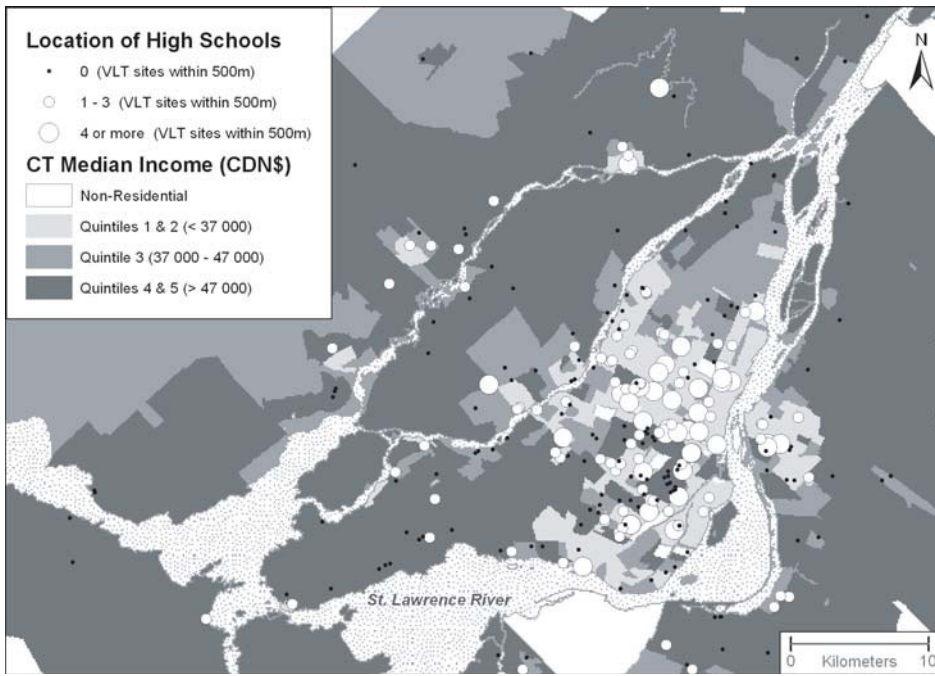 Location of High Schools
0 (VLT sites within 500m)
1 - 3 (VLT sites within 500m)
4 or more (VLT sites within 500m)
CT Median Income (CDN$)
Non-Residential
Quintiles 1 & 2 (< 37 000)
Quintile 3 (37 000 - 47 000)
Quintiles 4 & 5 (> 47 000)
N
St. Lawrence River
0 Kilometers 10